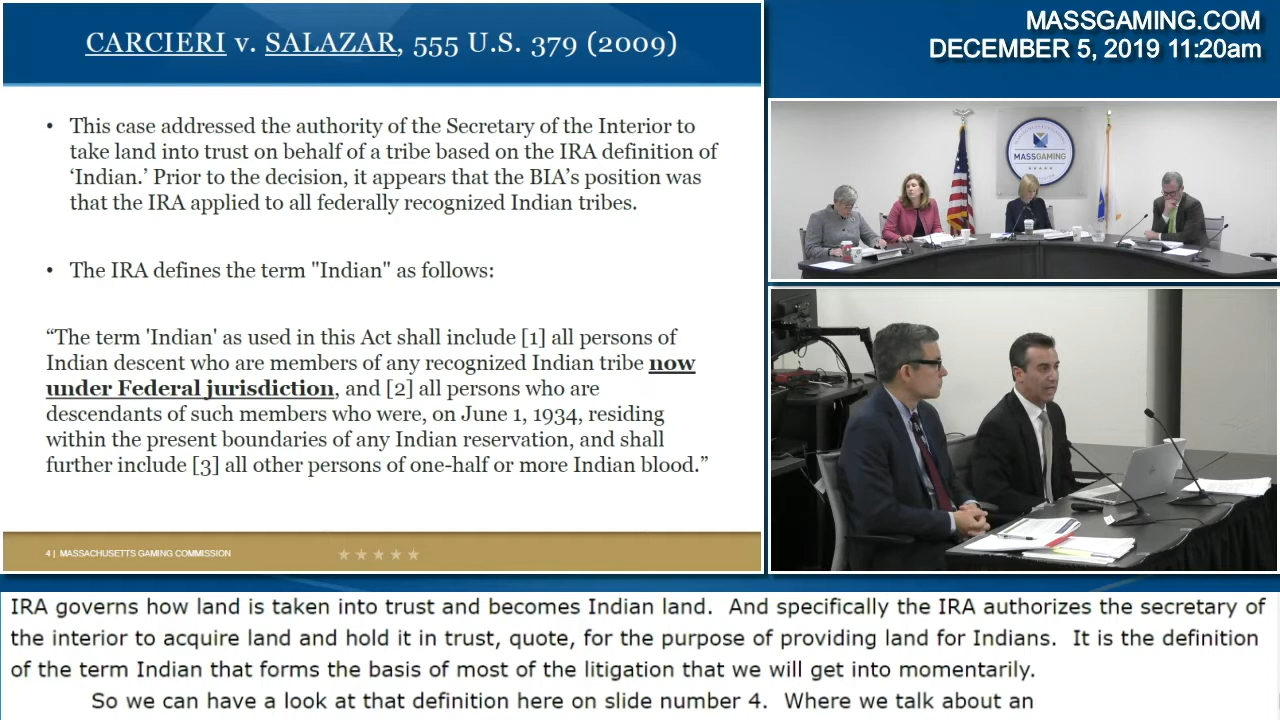 CARCIERI v. SALAZAR, 555 U.S. 379 (2009)
• This case addressed the authority of the Secretary of the Interior to
take land into trust on behalf of a tribe based on the IRA definition of
‘Indian.’ Prior to the decision, it appears that the BIA’s position was
that the IRA applied to all federally recognized Indian tribes.
• The IRA defines the term "Indian" as follows:
“The term 'Indian' as used in this Act shall include [1] all persons of
Indian descent who are members of any recognized Indian tribe now
under Federal jurisdiction, and [2] all persons who are
descendants of such members who were, on June 1, 1934, residing
within the present boundaries of any Indian reservation, and shall
further include [3] all other persons of one-half or more Indian blood.”
4 | MASSACHUSETTS GAMING COMMISSION
MASSGAMING.COM
DECEMBER 5, 2019 11:20am
MASSGAMING
IRA governs how land is taken into trust and becomes Indian land. And specifically the IRA authorizes the secretary of
the interior to acquire land and hold it in trust, quote, for the purpose of providing land for Indians. It is the definition
of the term Indian that forms the basis of most of the litigation that we will get into momentarily.
So we can have a look at that definition here on slide number 4. Where we talk about an